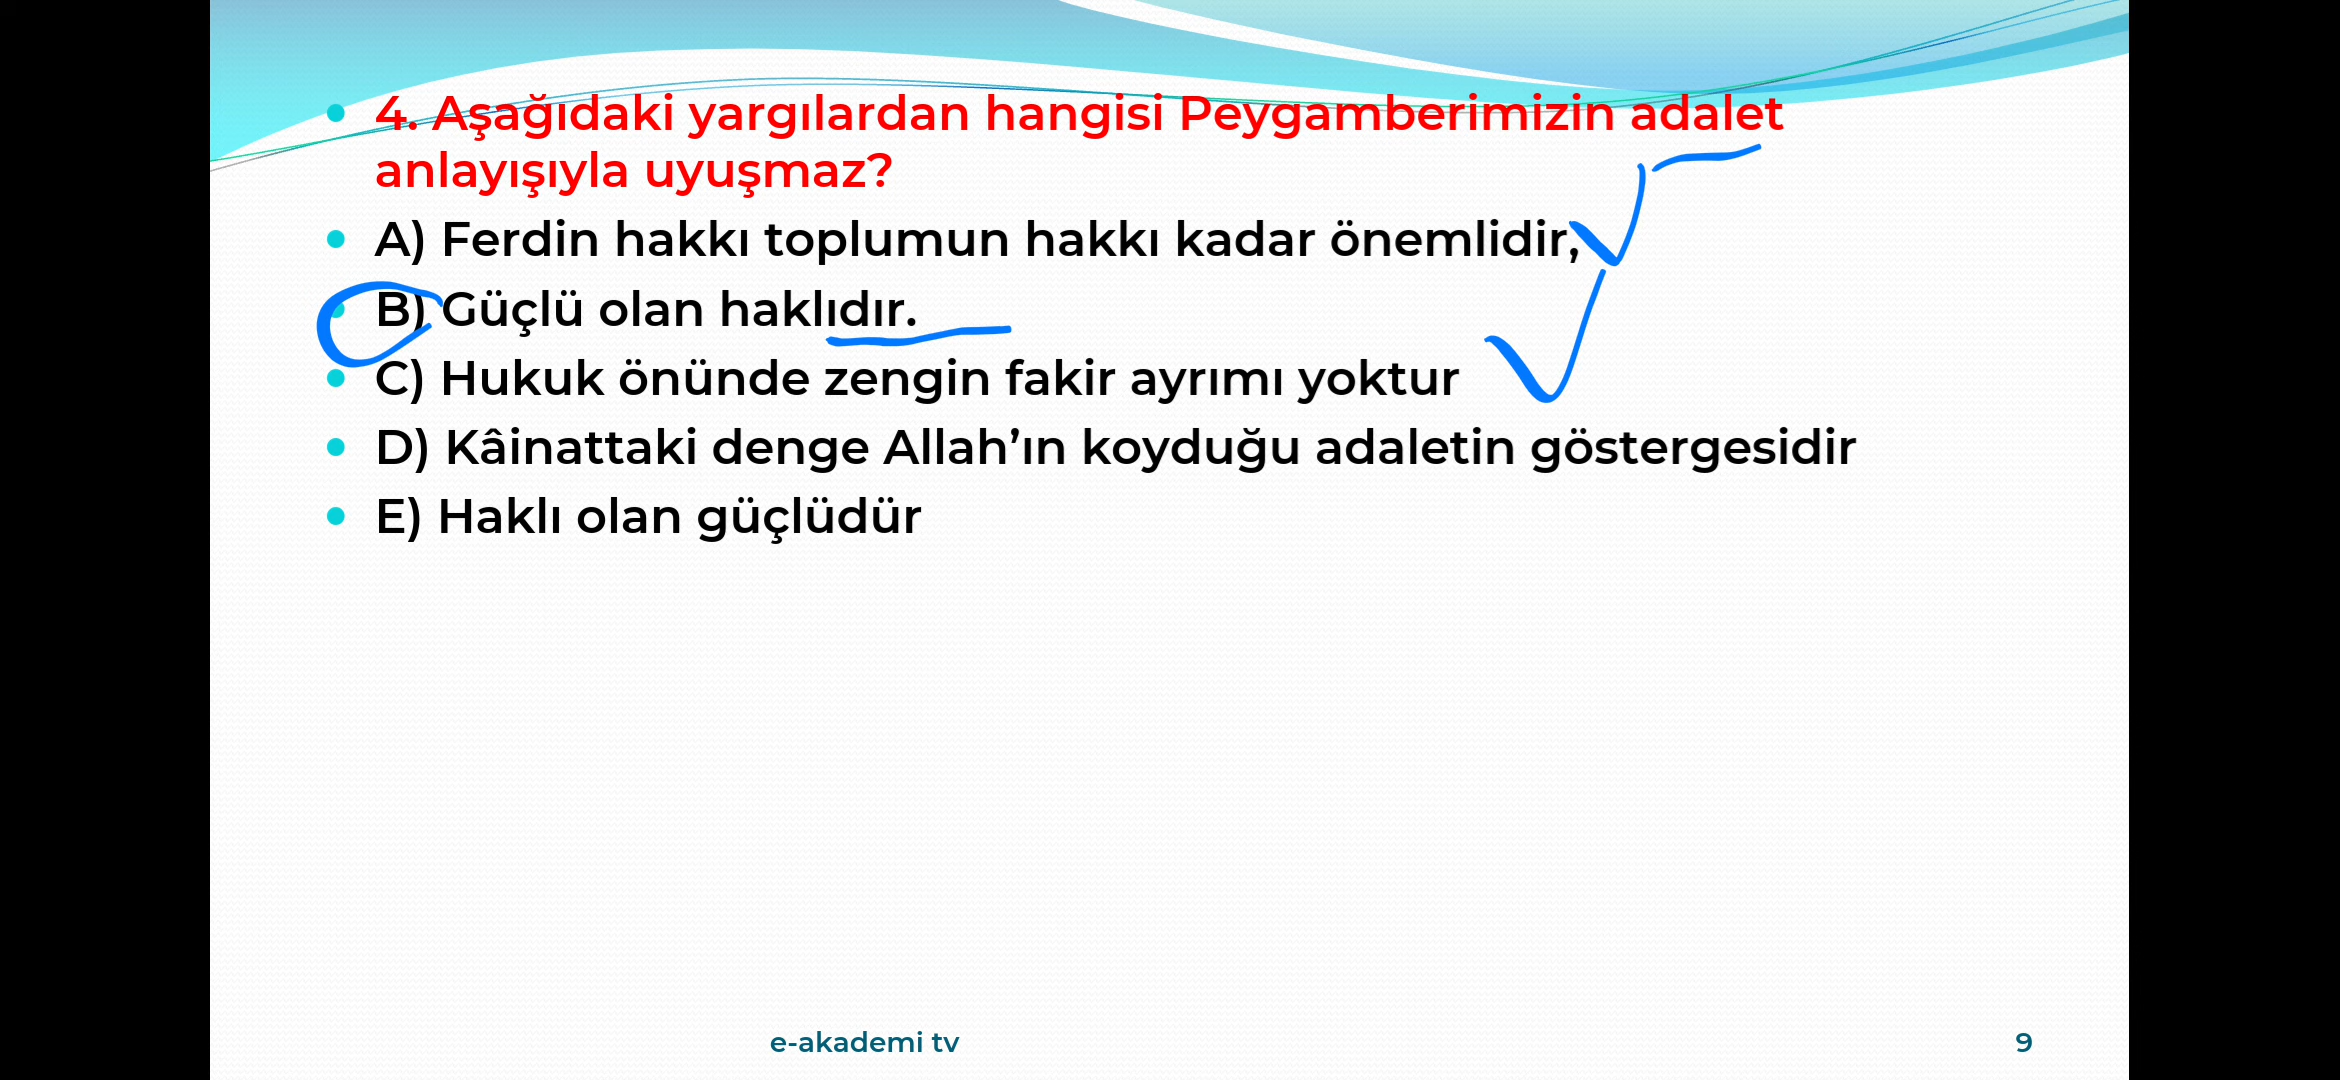 4. Aşağıdaki yargılardan hangisi Peygamberimizin adalet
anlayışıyla uyuşmaz?
A) Ferdin hakkı toplumun hakkı kadar önemlidir,
B) Güçlü olan haklıdır.
C) Hukuk önünde zengin fakir ayrımı yoktur
D) Kâinattaki denge Allah’ın koyduğu adaletin göstergesidir
E) Haklı olan güçlüdür
e-akademi tv
9